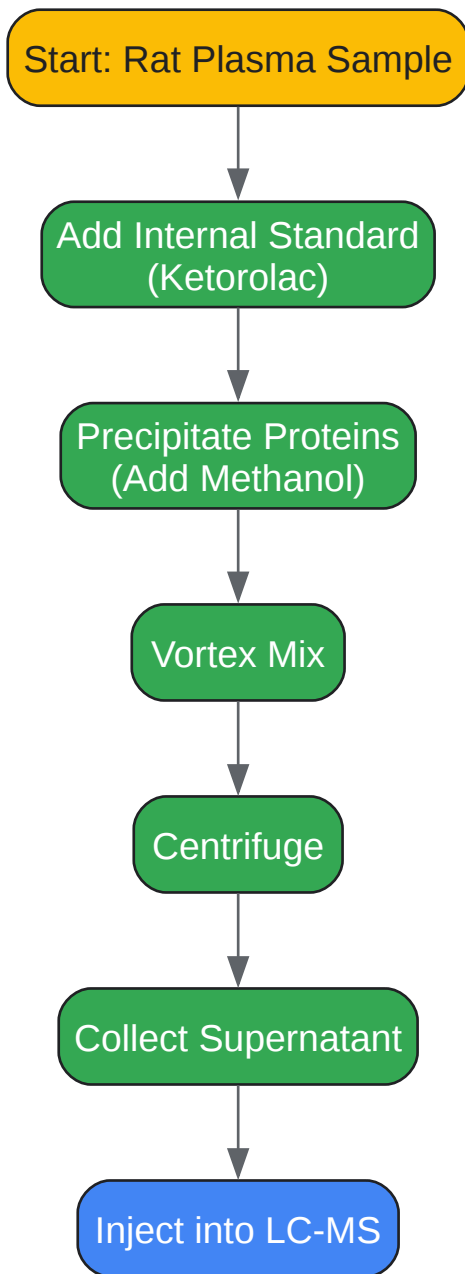 Start: Rat Plasma Sample
Add Internal Standard
(Ketorolac)
Precipitate Proteins
(Add Methanol)
Vortex Mix
Centrifuge
Collect Supernatant
Inject into LC-MS